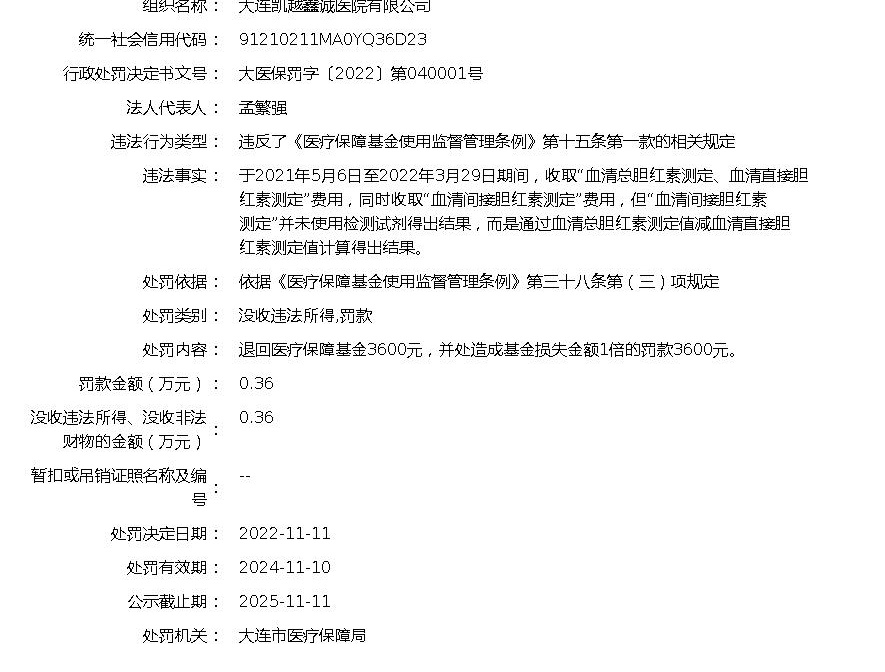 组织名称： 大连凯越鑫诚医院有限公司
统一社会信用代码： 91210211MA0YQ36D23
行政处罚决定书文号： 大医保罚字〔2022〕第040001号
法人代表人： 孟繁强
违法行为类型： 违反了《医疗保障基金使用监督管理条例》第十五条第一款的相关规定
违法事实： 于2021年5月6日至2022年3月29日期间，收取“血清总胆红素测定、血清直接胆
红素测定”费用，同时收取“血清间接胆红素测定”费用，但“血清间接胆红素
测定”并未使用检测试剂得出结果，而是通过血清总胆红素测定值减血清直接胆
红素测定值计算得出结果。
处罚依据： 依据《医疗保障基金使用监督管理条例》第三十八条第（三）项规定
处罚类别： 没收违法所得,罚款
处罚内容： 退回医疗保障基金3600元，并处造成基金损失金额1倍的罚款3600元。
罚款金额（万元）： 0.36
没收违法所得、没收非法
财物的金额（万元）： 0.36
暂扣或吊销证照名称及编
号： --
处罚决定日期： 2022-11-11
处罚有效期： 2024-11-10
公示截止期： 2025-11-11
处罚机关： 大连市医疗保障局